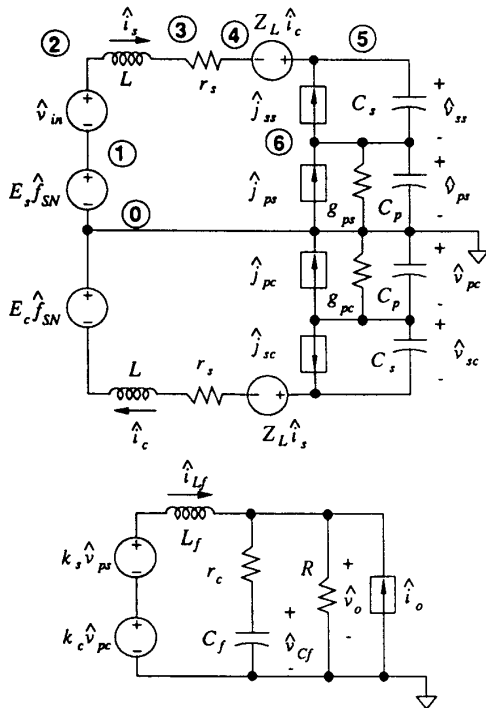 ② î_s ③ ④ Z_L î_c ⑤
L r_s - + C_s + v̂_ss -
+ v̂_in - ĵ_ss ⑥
① + E_s f̂_SN - ĵ_ps g_ps C_p + v̂_ps -
⓪
+ E_c f̂_SN - ĵ_pc g_pc C_p + v̂_pc -
ĵ_sc C_s + v̂_sc -
L r_s - +
î_c Z_L î_s
î_Lf
L_f
+ k_s v̂_ps - r_c R + v̂_o - î_o
+ k_c v̂_pc - C_f + v̂_Cf -